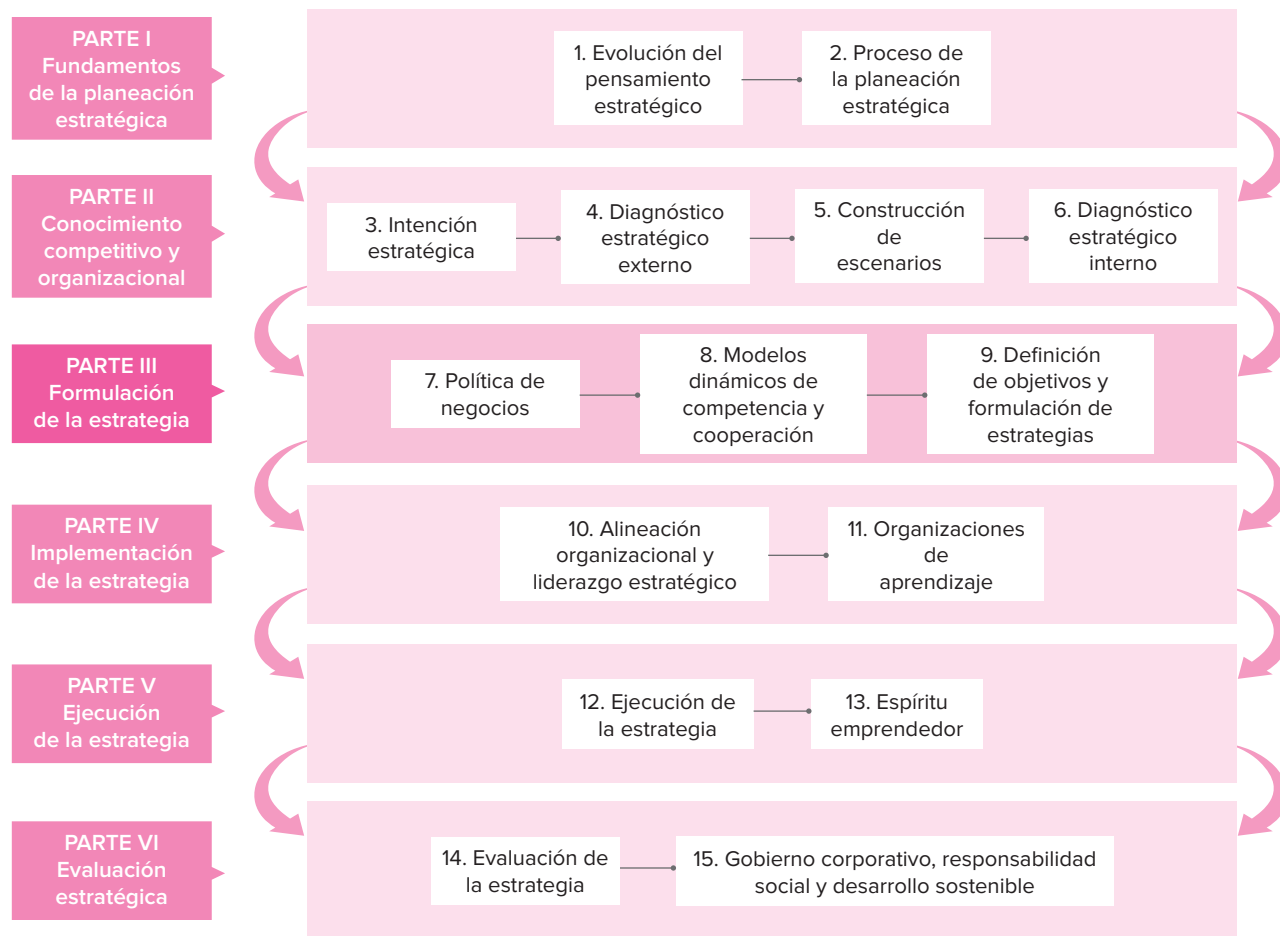 PARTE I
Fundamentos
de la planeación
estratégica
1. Evolución del
pensamiento
estratégico
2. Proceso de
la planeación
estratégica
PARTE II
Conocimiento
competitivo y
organizacional
3. Intención
estratégica
4. Diagnóstico
estratégico
externo
5. Construcción
de
escenarios
6. Diagnóstico
estratégico
interno
PARTE III
Formulación
de la estrategia
7. Política de
negocios
8. Modelos
dinámicos de
competencia y
cooperación
9. Definición
de objetivos y
formulación de
estrategias
PARTE IV
Implementación
de la estrategia
10. Alineación
organizacional y
liderazgo estratégico
11. Organizaciones
de
aprendizaje
PARTE V
Ejecución
de la estrategia
12. Ejecución de
la estrategia
13. Espíritu
emprendedor
PARTE VI
Evaluación
estratégica
14. Evaluación de
la estrategia
15. Gobierno corporativo, responsabilidad
social y desarrollo sostenible